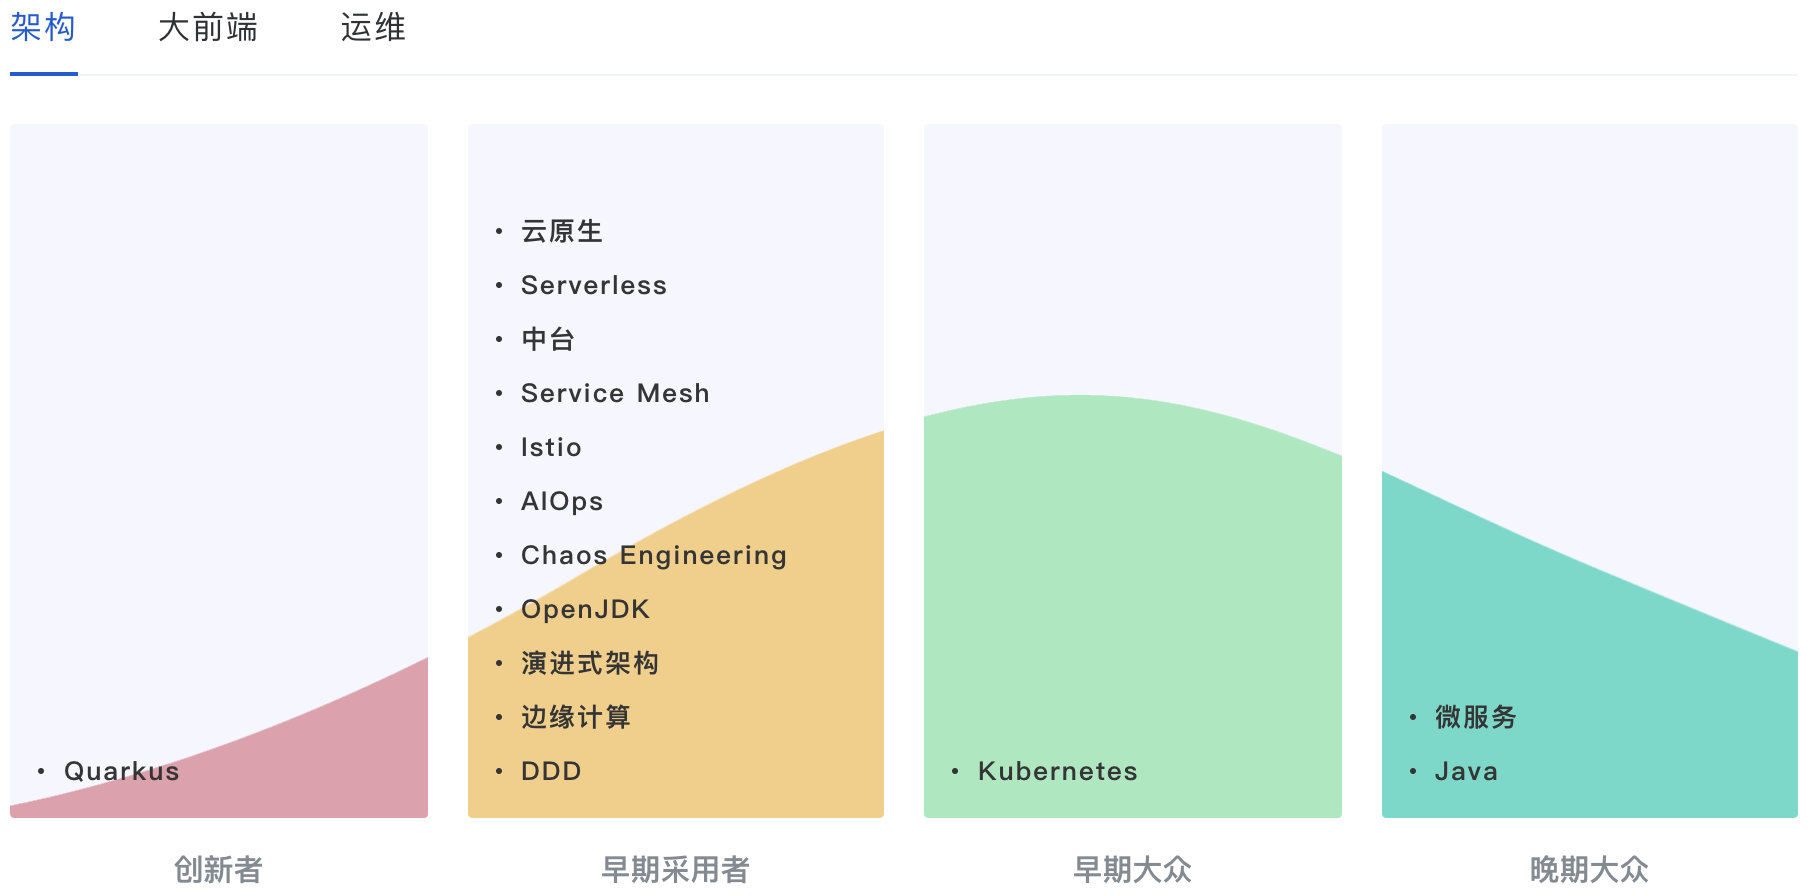 架构 大前端 运维
• Quarkus
创新者
• 云原生
• Serverless
• 中台
• Service Mesh
• Istio
• AIOps
• Chaos Engineering
• OpenJDK
• 演进式架构
• 边缘计算
• DDD
早期采用者
• Kubernetes
早期大众
• 微服务
• Java
晚期大众